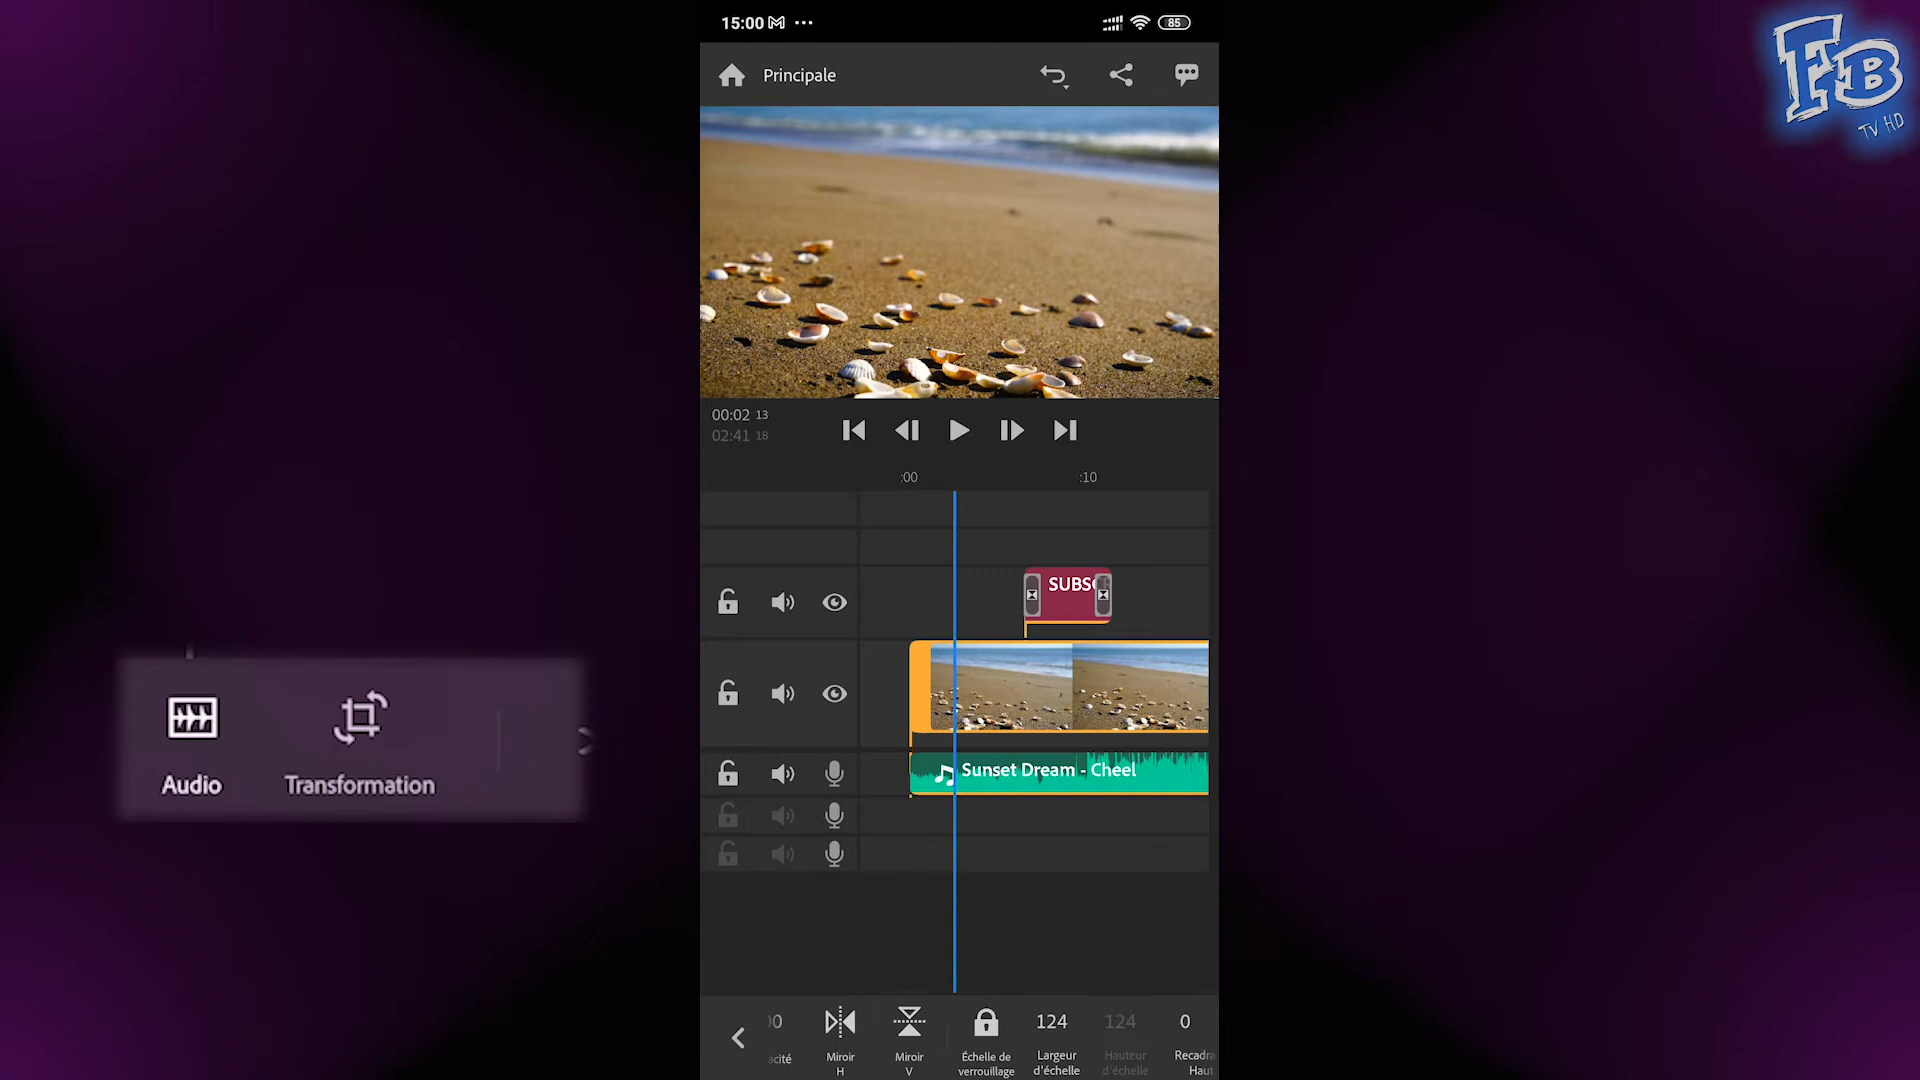 15:00
85
FB
TV HD
Principale
00:02 13
02:41 18
:00
:10
SUBS
Sunset Dream - Cheel
Audio
Transformation
124
124
0
acité
Miroir
H
Miroir
V
Échelle de
verrouillage
Largeur
d'échelle
Hauteur
d'échelle
Recadra
Haut